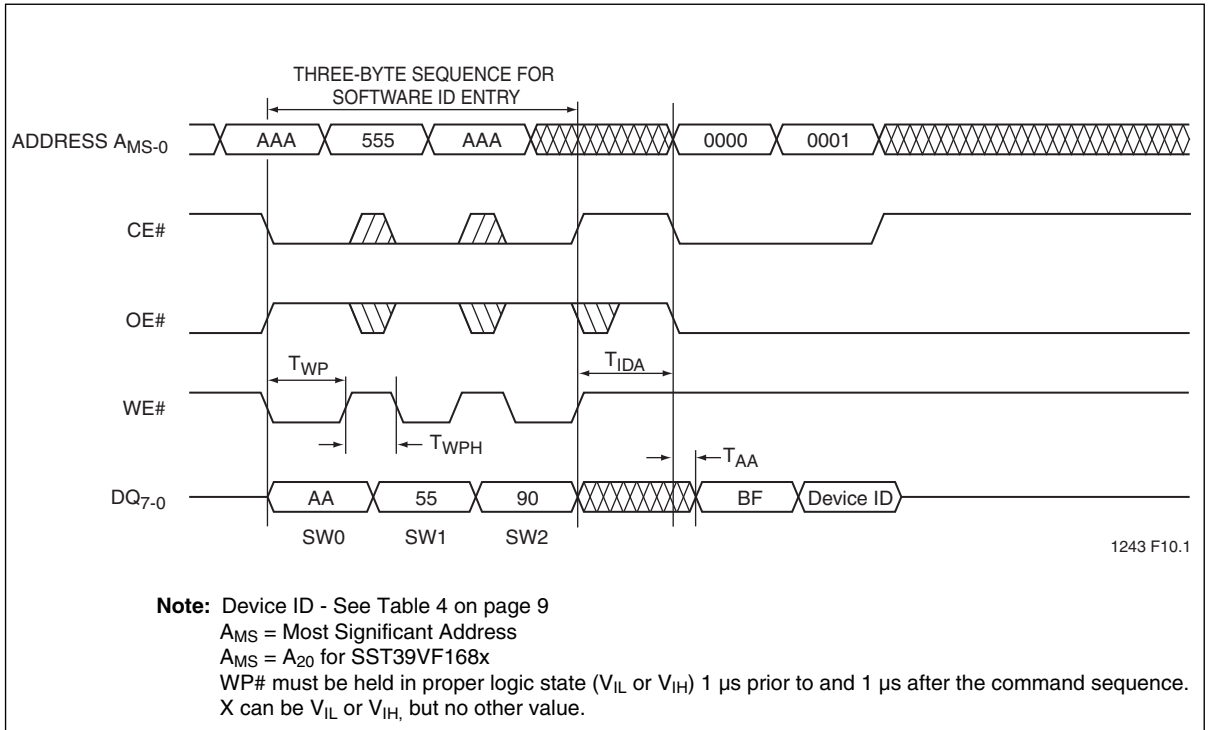 THREE-BYTE SEQUENCE FOR
SOFTWARE ID ENTRY
ADDRESS AMS-0
AAA
555
AAA
0000
0001
CE#
OE#
TWP
TIDA
WE#
TWPH
TAA
DQ7-0
AA
55
90
BF
Device ID
SW0
SW1
SW2
1243 F10.1
Note: Device ID - See Table 4 on page 9
AMS = Most Significant Address
AMS = A20 for SST39VF168x
WP# must be held in proper logic state (VIL or VIH) 1 µs prior to and 1 µs after the command sequence.
X can be VIL or VIH, but no other value.